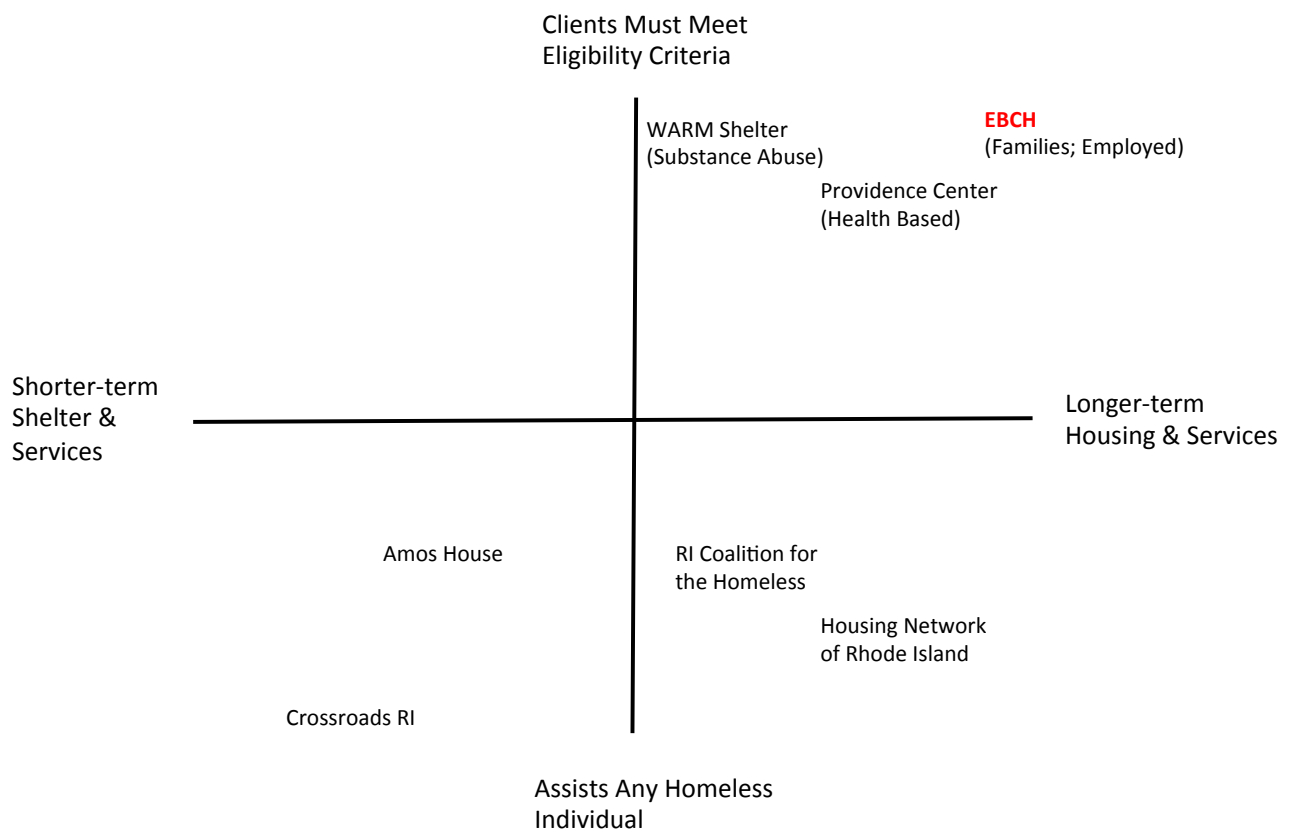 Clients Must Meet
Eligibility Criteria
WARM Shelter
(Substance Abuse)
EBCH
(Families; Employed)
Providence Center
(Health Based)
Shorter-term
Shelter &
Services
Longer-term
Housing & Services
Amos House
RI Coalition for
the Homeless
Housing Network
of Rhode Island
Crossroads RI
Assists Any Homeless
Individual